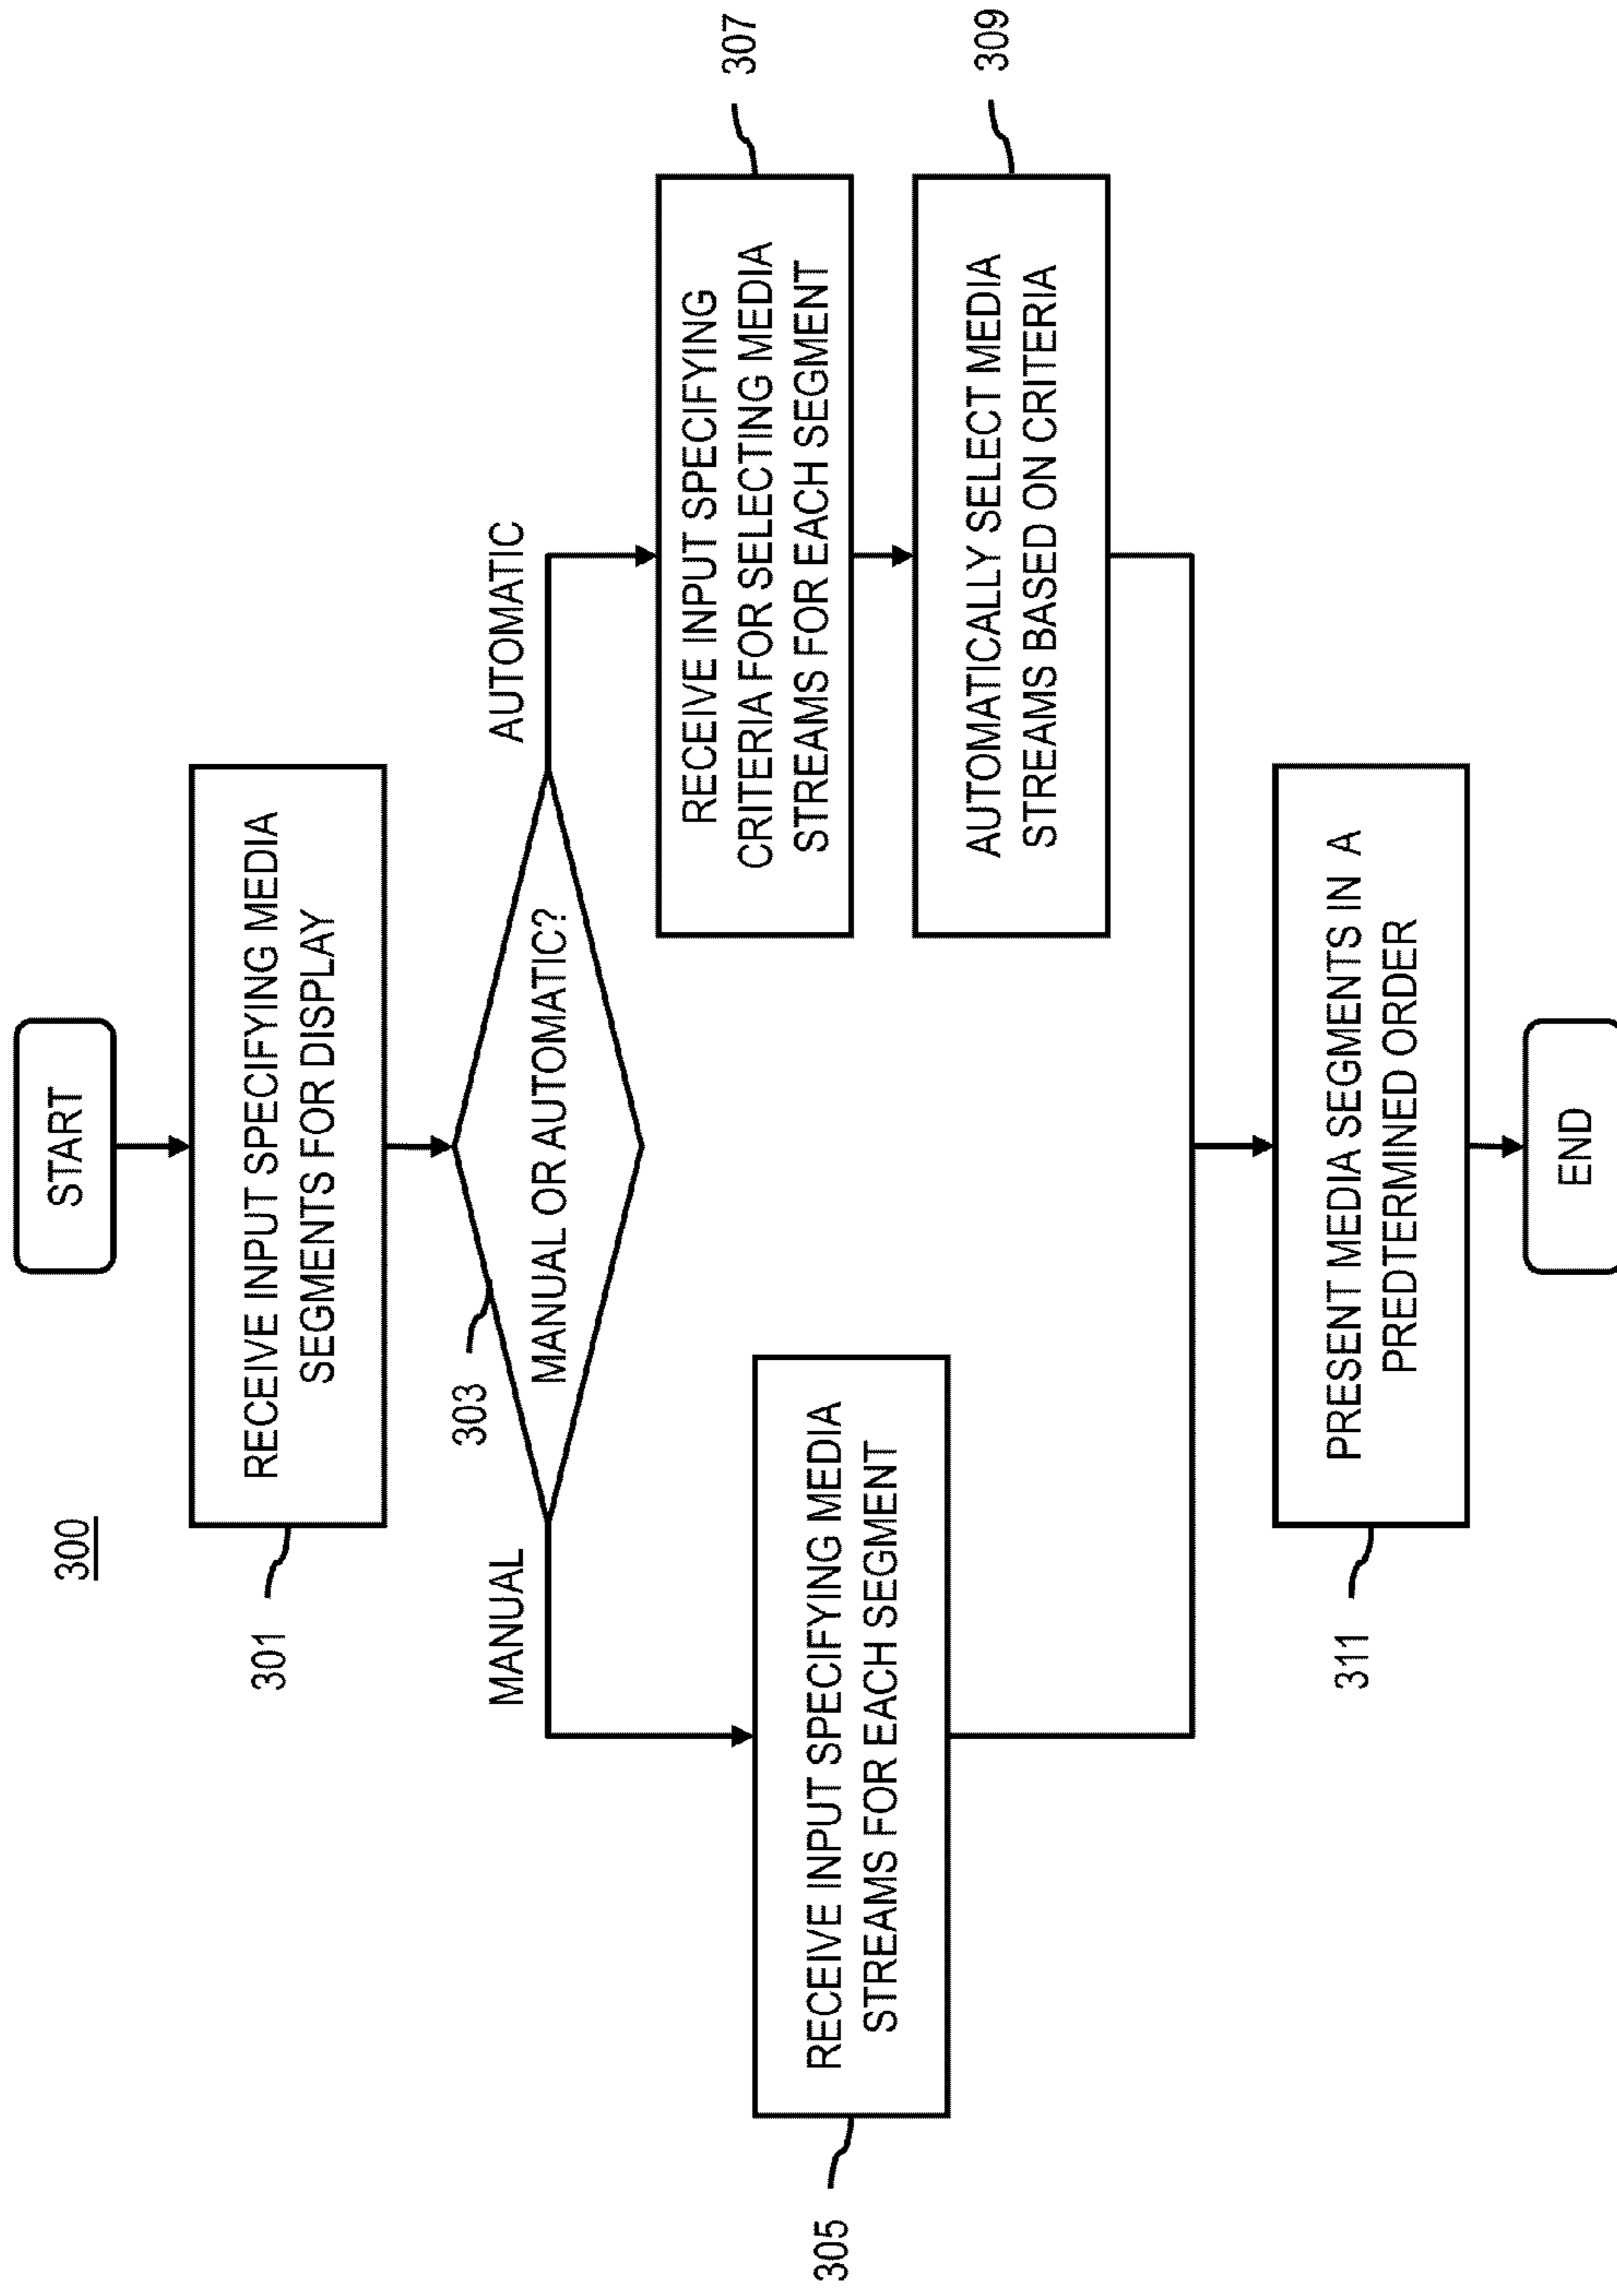 300
START
301
RECEIVE INPUT SPECIFYING MEDIA
SEGMENTS FOR DISPLAY
303
MANUAL OR AUTOMATIC?
MANUAL
AUTOMATIC
305
RECEIVE INPUT SPECIFYING MEDIA
STREAMS FOR EACH SEGMENT
307
RECEIVE INPUT SPECIFYING
CRITERIA FOR SELECTING MEDIA
STREAMS FOR EACH SEGMENT
309
AUTOMATICALLY SELECT MEDIA
STREAMS BASED ON CRITERIA
311
PRESENT MEDIA SEGMENTS IN A
PREDTERMINED ORDER
END